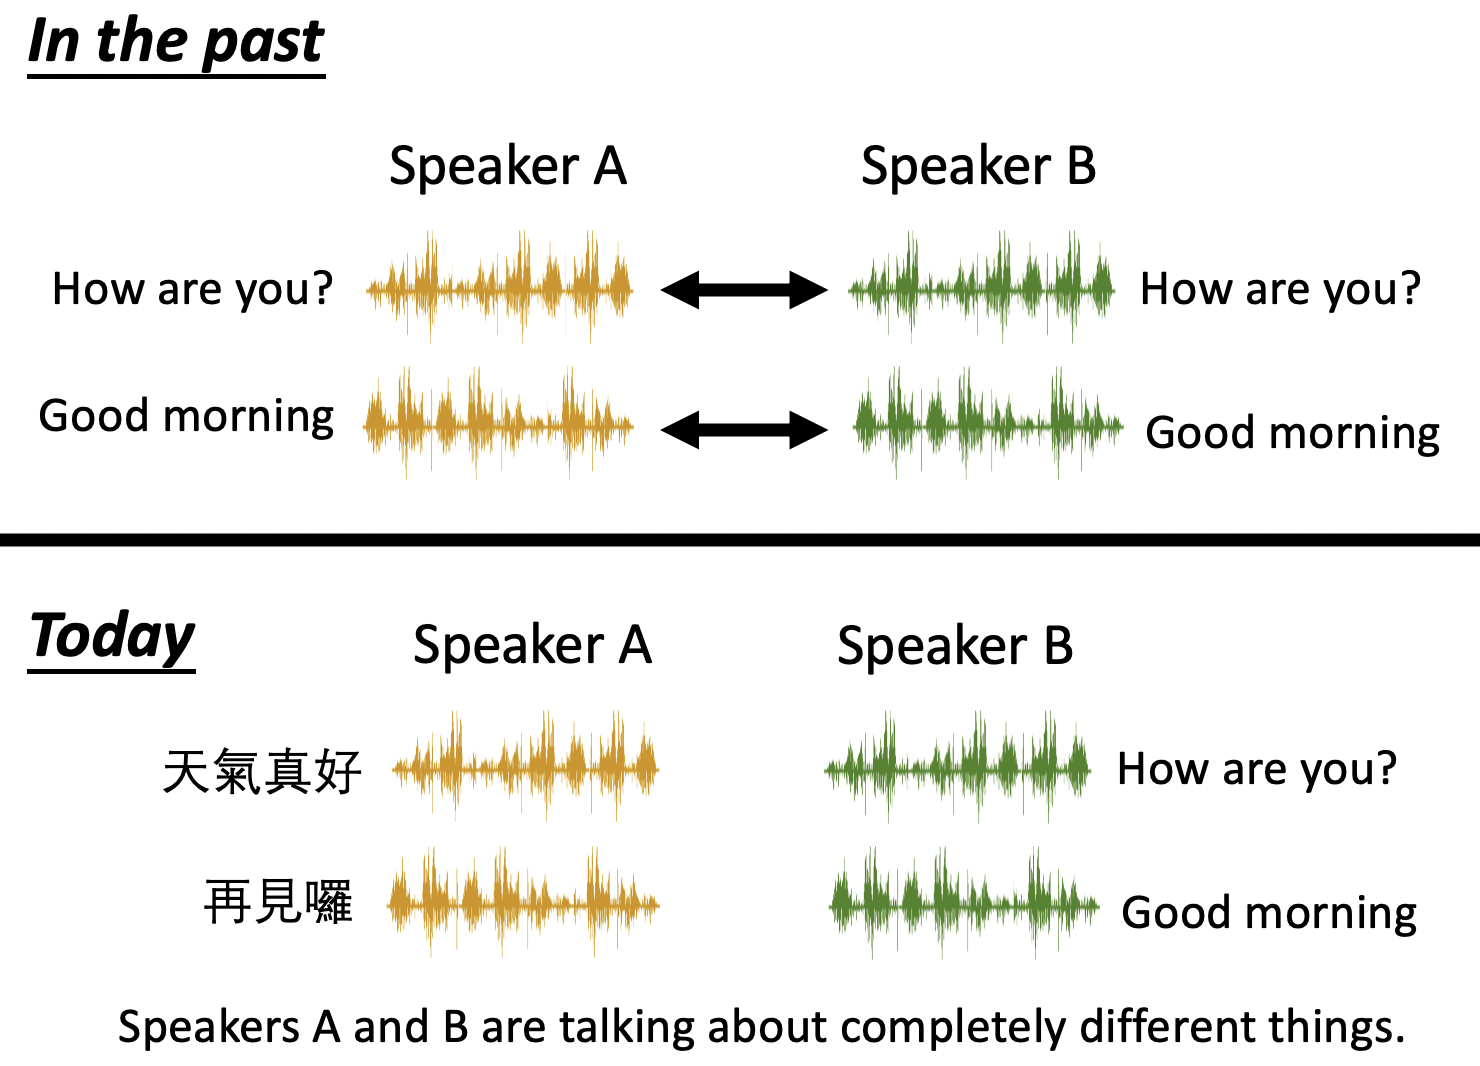 In the past
Speaker A Speaker B
How are you? How are you?
Good morning Good morning
Today
Speaker A Speaker B
天氣真好 How are you?
再見囉 Good morning
Speakers A and B are talking about completely different things.